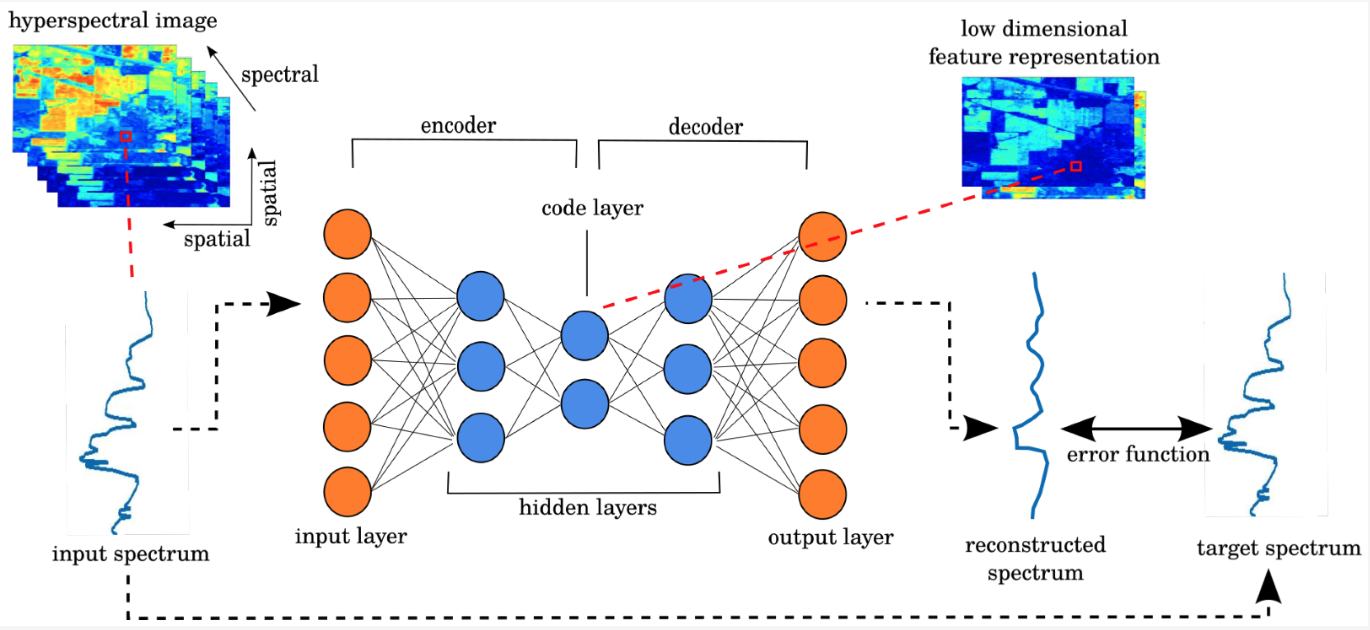 hyperspectral image
spectral
spatial
spatial
low dimensional
feature representation
encoder
decoder
code layer
hidden layers
input layer
output layer
error function
input spectrum
reconstructed
spectrum
target spectrum